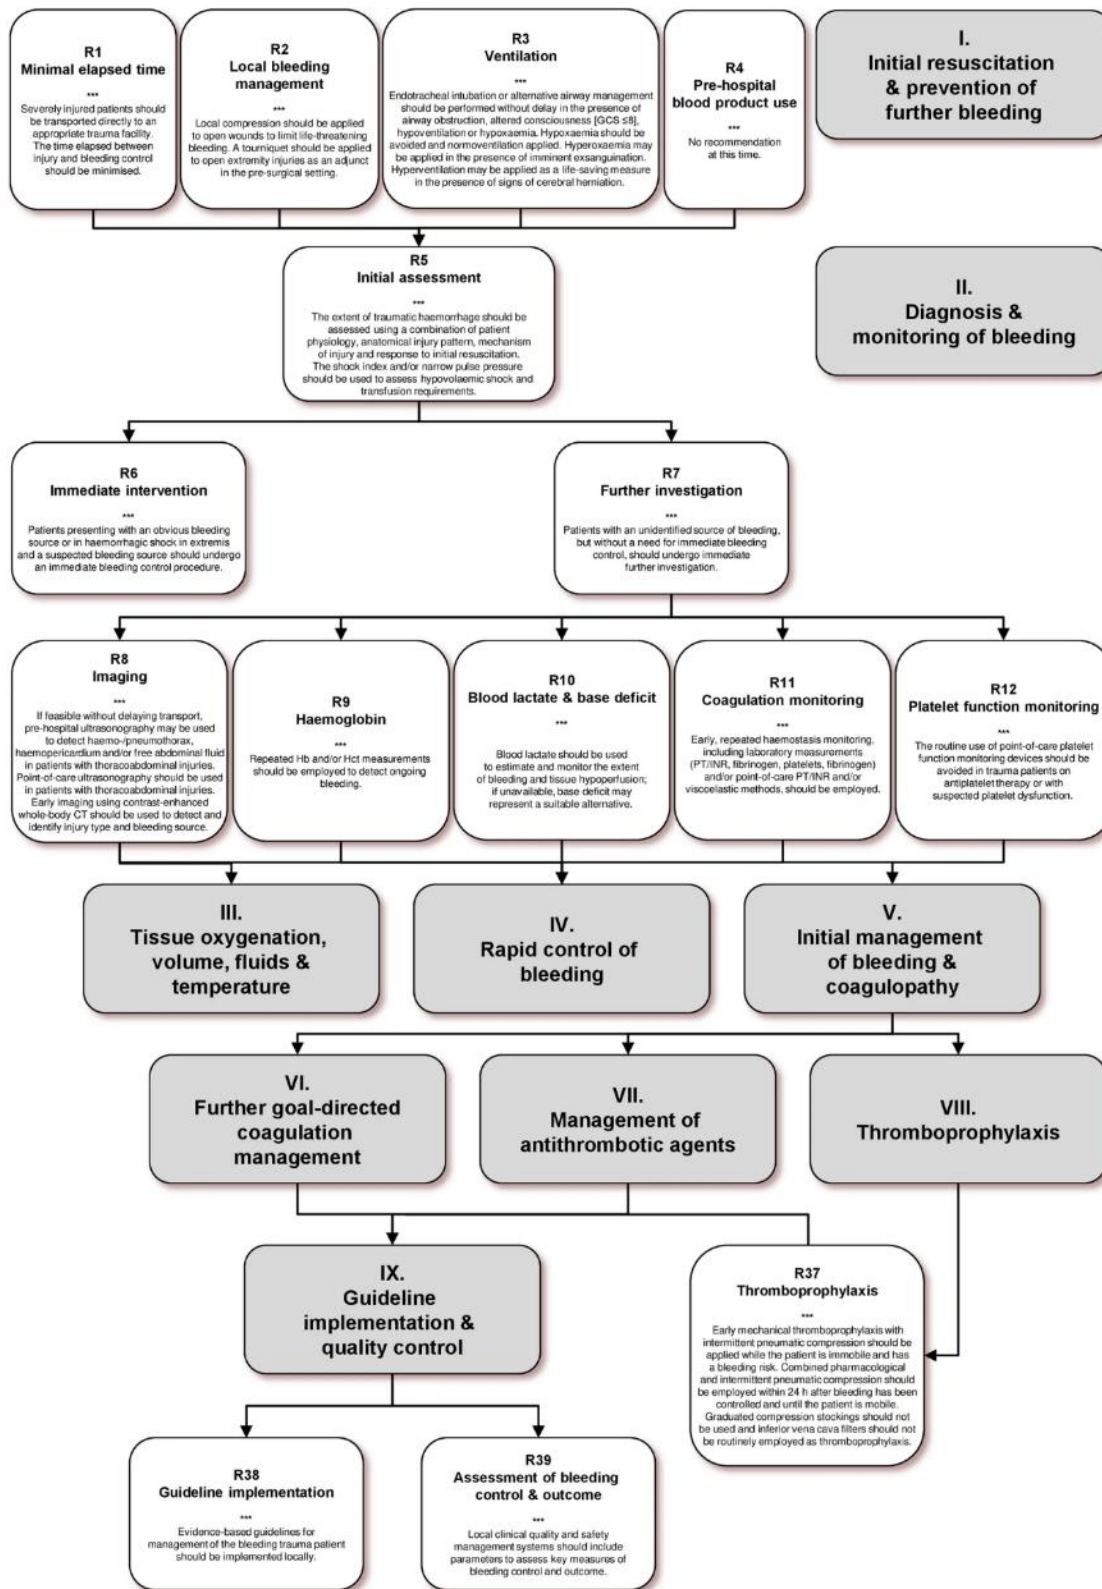 R1
Minimal elapsed time
***
Severely injured patients should
be transported directly to an
appropriate trauma facility.
The time elapsed between
injury and bleeding control
should be minimised.
R2
Local bleeding
management
***
Local compression should be applied
to open wounds to limit life-threatening
bleeding. A tourniquet should be applied
to open extremity injuries as an adjunct
in the pre-surgical setting.
R3
Ventilation
***
Endotracheal intubation or alternative airway management
should be performed without delay in the presence of
airway obstruction, altered consciousness [GCS ≤8],
hypoventilation or hypoxaemia. Hypoxaemia should be
avoided and normoventilation applied. Hyperoxaemia may
be applied in the presence of imminent exsanguination.
Hyperventilation may be applied as a life-saving measure
in the presence of signs of cerebral herniation.
R4
Pre-hospital
blood product use
***
No recommendation
at this time.
I.
Initial resuscitation
& prevention of
further bleeding
R5
Initial assessment
***
The extent of traumatic haemorrhage should be
assessed using a combination of patient
physiology, anatomical injury pattern, mechanism
of injury and response to initial resuscitation.
The shock index and/or narrow pulse pressure
should be used to assess hypovolaemic shock and
transfusion requirements.
II.
Diagnosis &
monitoring of bleeding
R6
Immediate intervention
***
Patients presenting with an obvious bleeding
source or in haemorrhagic shock in extremis
and a suspected bleeding source should undergo
an immediate bleeding control procedure.
R7
Further investigation
***
Patients with an unidentified source of bleeding,
but without a need for immediate bleeding
control, should undergo immediate
further investigation.
R8
Imaging
***
If feasible without delaying transport,
pre-hospital ultrasonography may be used
to detect haemo-/pneumothorax,
haemopericardium and/or free abdominal fluid
in patients with thoracoabdominal injuries.
Point-of-care ultrasonography should be used
in patients with thoracoabdominal injuries.
Early imaging using contrast-enhanced
whole-body CT should be used to detect and
identify injury type and bleeding source.
R9
Haemoglobin
***
Repeated Hb and/or Hct measurements
should be employed to detect ongoing
bleeding.
R10
Blood lactate & base deficit
***
Blood lactate should be used
to estimate and monitor the extent
of bleeding and tissue hypoperfusion;
if unavailable, base deficit may
represent a suitable alternative.
R11
Coagulation monitoring
***
Early, repeated haemostasis monitoring,
including laboratory measurements
(PT/INR, fibrinogen, platelets, fibrinogen)
and/or point-of-care PT/INR and/or
viscoelastic methods, should be employed.
R12
Platelet function monitoring
***
The routine use of point-of-care platelet
function monitoring devices should be
avoided in trauma patients on
antiplatelet therapy or with
suspected platelet dysfunction.
III.
Tissue oxygenation,
volume, fluids &
temperature
IV.
Rapid control of
bleeding
V.
Initial management
of bleeding &
coagulopathy
VI.
Further goal-directed
coagulation
management
VII.
Management of
antithrombotic agents
VIII.
Thromboprophylaxis
IX.
Guideline
implementation &
quality control
R37
Thromboprophylaxis
***
Early mechanical thromboprophylaxis with
intermittent pneumatic compression should be
applied while the patient is immobile and has
a bleeding risk. Combined pharmacological
and intermittent pneumatic compression should
be employed within 24 h after bleeding has been
controlled and until the patient is mobile.
Graduated compression stockings should not
be used and inferior vena cava filters should not
be routinely employed as thromboprophylaxis.
R38
Guideline implementation
***
Evidence-based guidelines for
management of the bleeding trauma patient
should be implemented locally.
R39
Assessment of bleeding
control & outcome
***
Local clinical quality and safety
management systems should include
parameters to assess key measures of
bleeding control and outcome.